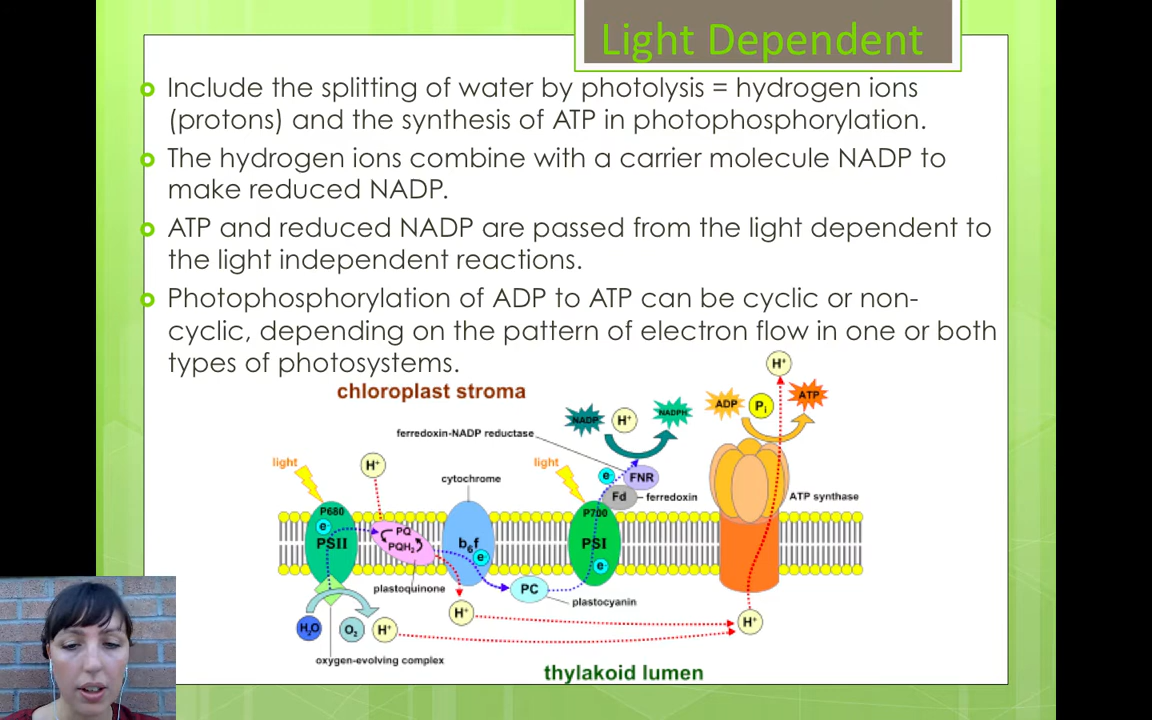 Light Dependent
Include the splitting of water by photolysis = hydrogen ions
(protons) and the synthesis of ATP in photophosphorylation.
The hydrogen ions combine with a carrier molecule NADP to
make reduced NADP.
ATP and reduced NADP are passed from the light dependent to
the light independent reactions.
Photophosphorylation of ADP to ATP can be cyclic or non-
cyclic, depending on the pattern of electron flow in one or both
types of photosystems.
H⁺
chloroplast stroma
NADP H⁺ NADPH
ADP Pᵢ ATP
ferredoxin-NADP reductase
light
H⁺
light
cytochrome
e
FNR
Fd
ferredoxin
ATP synthase
P680
e
PSII
PQ
PQH₂
b₆f
e
P700
PSI
e
plastoquinone
PC
plastocyanin
H₂O
O₂
H⁺
H⁺
H⁺
oxygen-evolving complex
thylakoid lumen